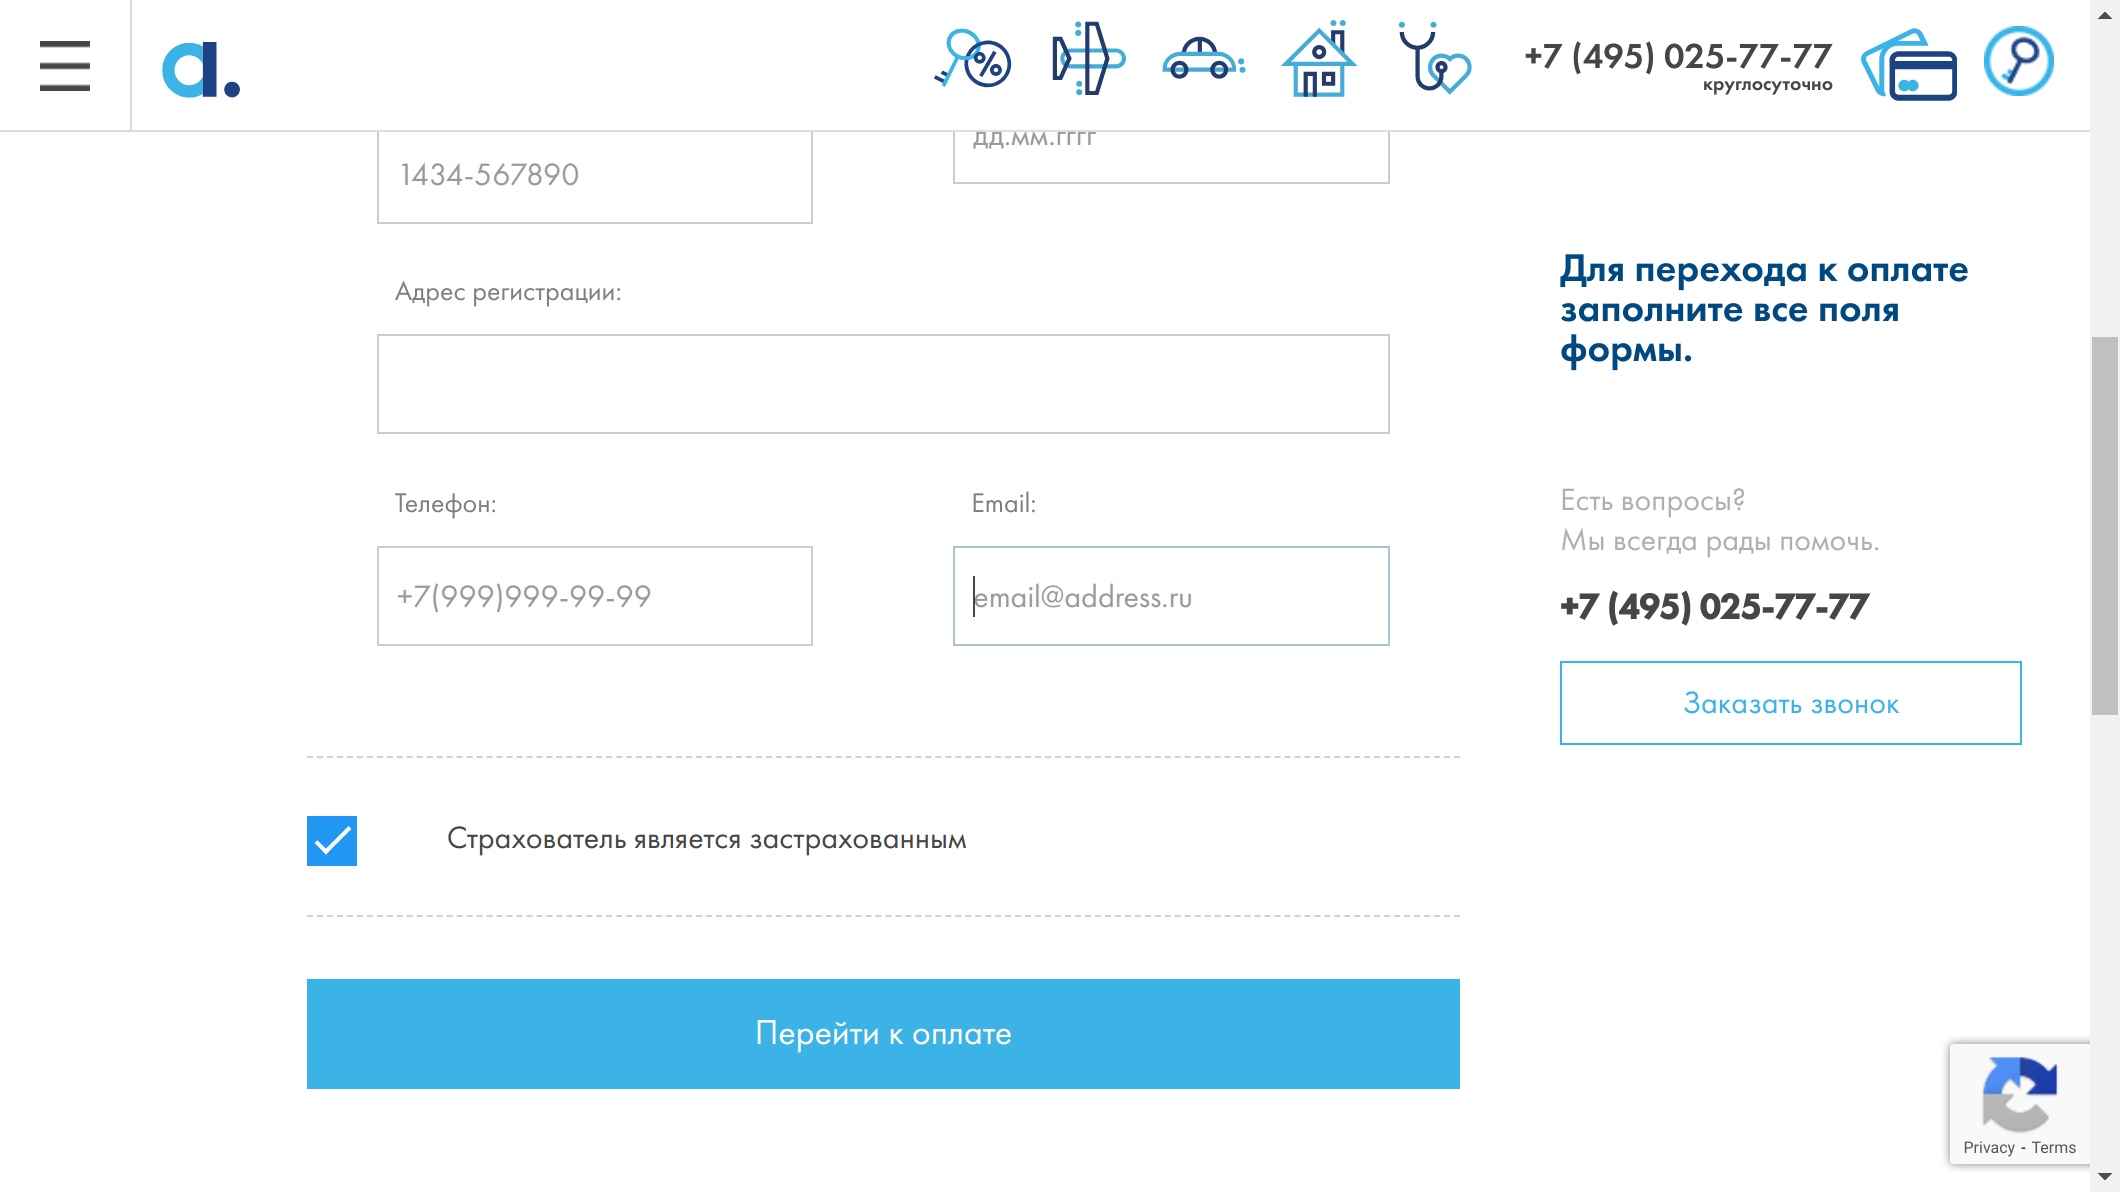 a.
+7 (495) 025-77-77
круглосуточно
1434-567890
дд.мм.гггг
Адрес регистрации:
Телефон:
Email:
+7(999)999-99-99
email@address.ru
Страхователь является застрахованным
Перейти к оплате
Для перехода к оплате
заполните все поля
формы.
Есть вопросы?
Мы всегда рады помочь.
+7 (495) 025-77-77
Заказать звонок
Privacy - Terms